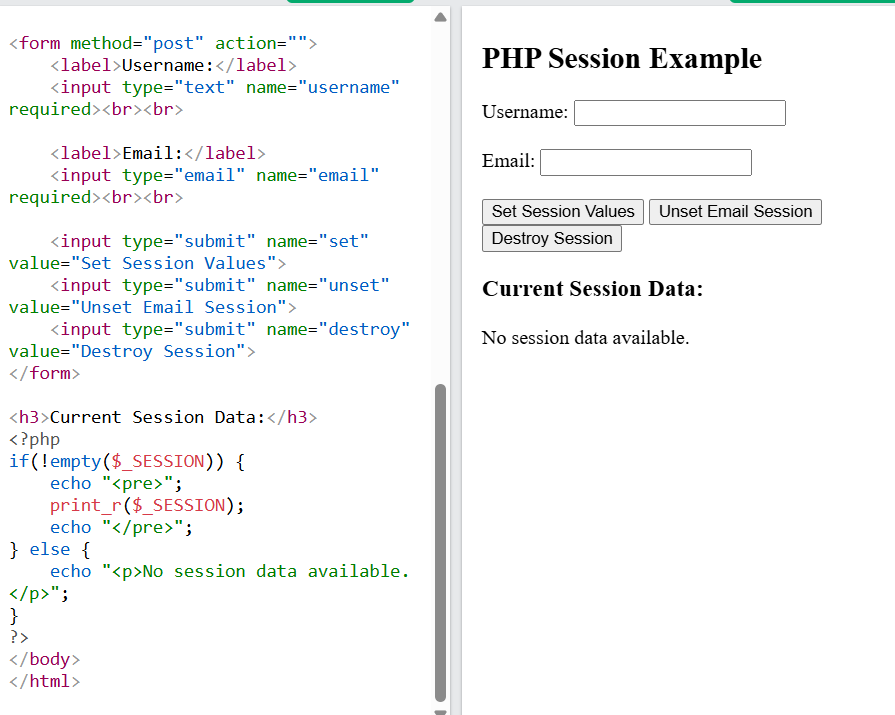 <form method="post" action="">
    <label>Username:</label>
    <input type="text" name="username"
required><br><br>

    <label>Email:</label>
    <input type="email" name="email"
required><br><br>

    <input type="submit" name="set"
value="Set Session Values">
    <input type="submit" name="unset"
value="Unset Email Session">
    <input type="submit" name="destroy"
value="Destroy Session">
</form>

<h3>Current Session Data:</h3>
<?php
if(!empty($_SESSION)) {
    echo "<pre>";
    print_r($_SESSION);
    echo "</pre>";
} else {
    echo "<p>No session data available.
</p>";
}
?>
</body>
</html>
PHP Session Example
Username:
Email:
Set Session Values Unset Email Session
Destroy Session
Current Session Data:
No session data available.